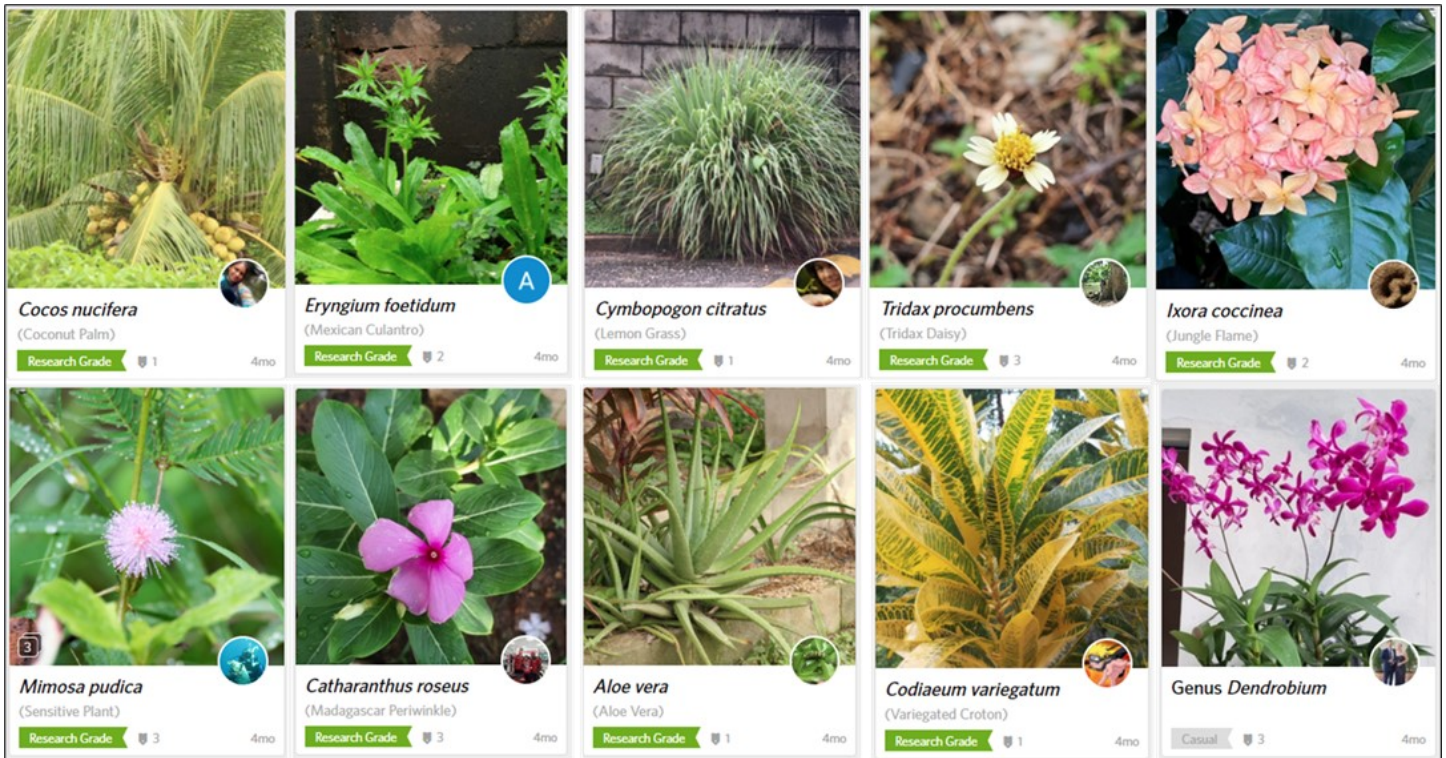 Cocos nucifera
(Coconut Palm)
Research Grade 1 4mo
A
Eryngium foetidum
(Mexican Culantro)
Research Grade 2 4mo
Cymbopogon citratus
(Lemon Grass)
Research Grade 1 4mo
Tridax procumbens
(Tridax Daisy)
Research Grade 3 4mo
Ixora coccinea
(Jungle Flame)
Research Grade 2 4mo
3
Mimosa pudica
(Sensitive Plant)
Research Grade 3 4mo
Catharanthus roseus
(Madagascar Periwinkle)
Research Grade 3 4mo
Aloe vera
(Aloe Vera)
Research Grade 1 4mo
Codiaeum variegatum
(Variegated Croton)
Research Grade 1 4mo
Genus Dendrobium
Casual 3 4mo